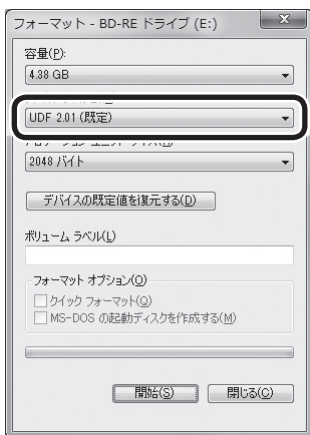 フォーマット - BD-RE ドライブ (E:)
容量(P):
4.38 GB
UDF 2.01 (既定)
2048 バイト
デバイスの既定値を復元する(D)
ボリューム ラベル(L)
フォーマット オプション(O)
クイック フォーマット(Q)
MS-DOS の起動ディスクを作成する(M)
開始(S)
閉じる(C)